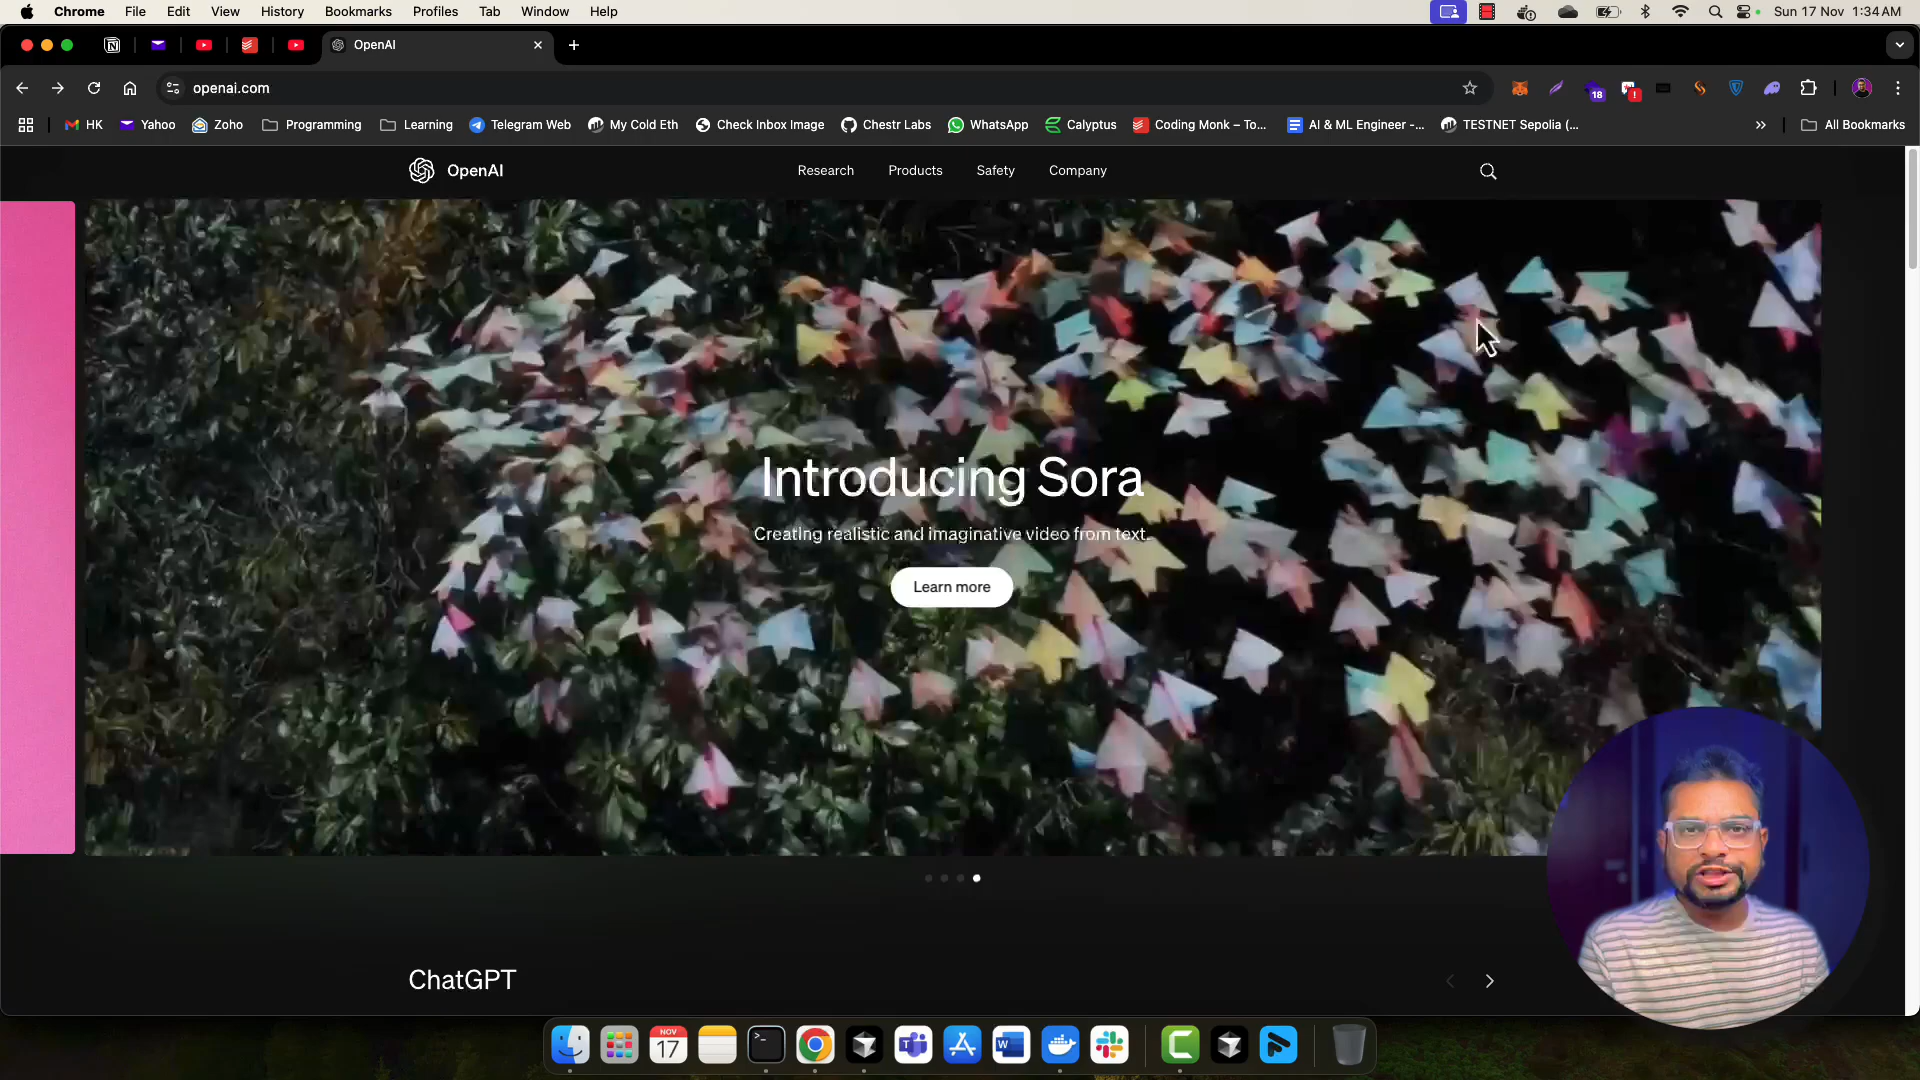 Chrome File Edit View History Bookmarks Profiles Tab Window Help Sun 17 Nov 1:34 AM
OpenAI
openai.com
18
HK Yahoo Zoho Programming Learning Telegram Web My Cold Eth Check Inbox Image Chestr Labs WhatsApp Calyptus Coding Monk – To... AI & ML Engineer -... TESTNET Sepolia (... All Bookmarks
OpenAI Research Products Safety Company
Introducing Sora
Creating realistic and imaginative video from text.
Learn more
ChatGPT
NOV
17